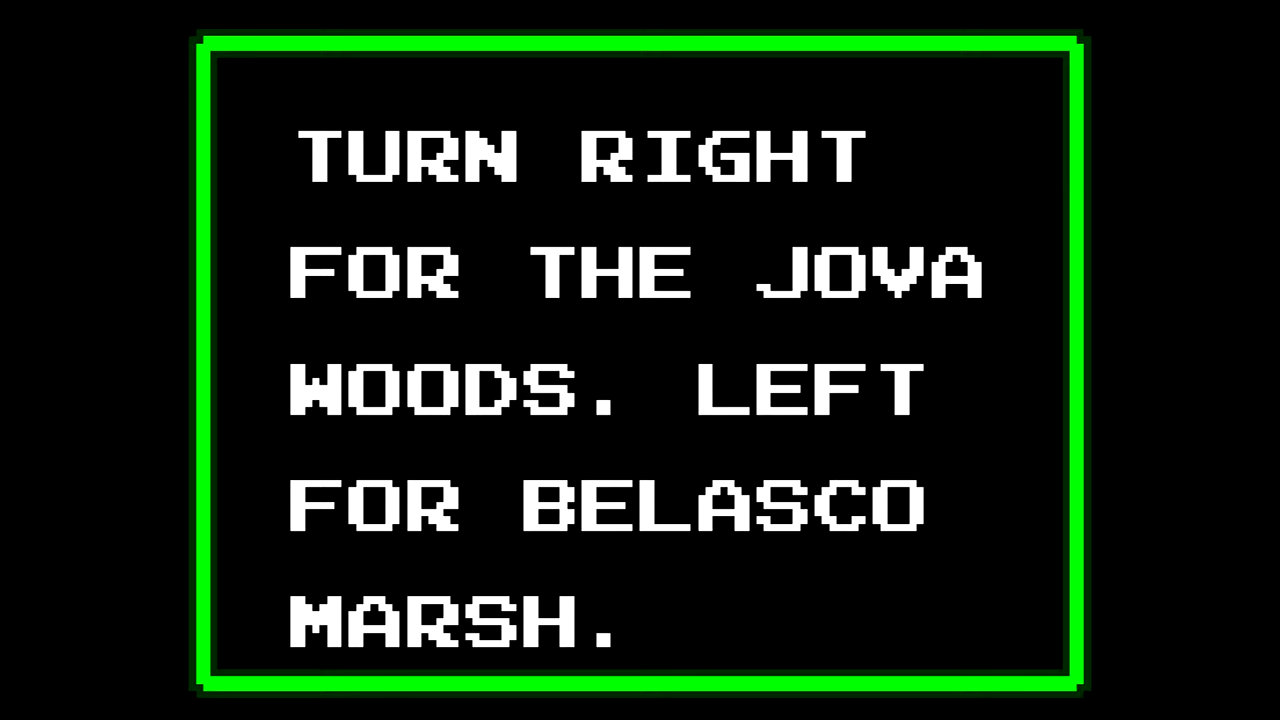 TURN RIGHT
FOR THE JOVA
WOODS. LEFT
FOR BELASCO
MARSH.